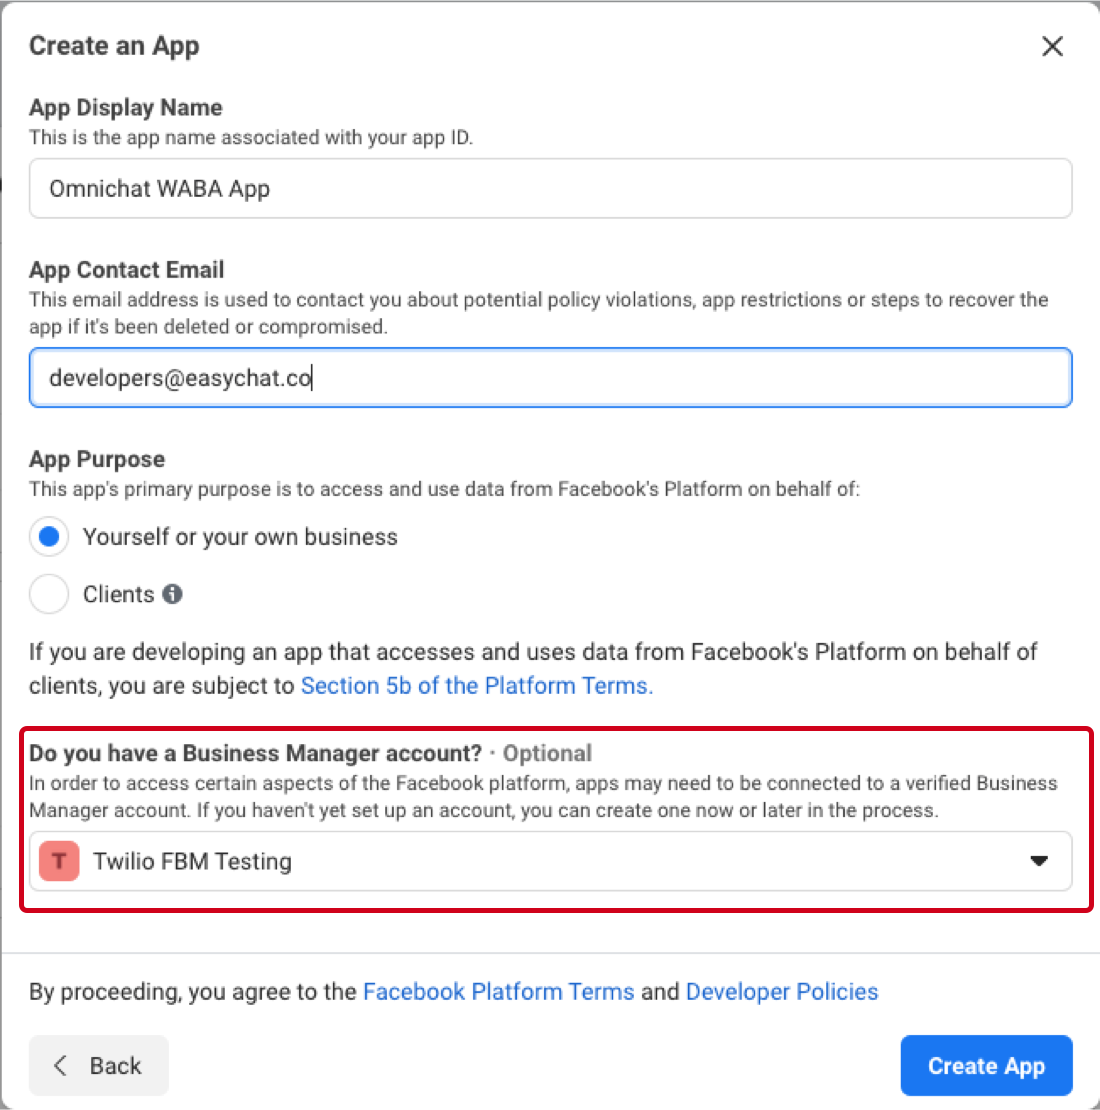 Create an App
App Display Name
This is the app name associated with your app ID.
Omnichat WABA App
App Contact Email
This email address is used to contact you about potential policy violations, app restrictions or steps to recover the
app if it's been deleted or compromised.
developers@easychat.co
App Purpose
This app's primary purpose is to access and use data from Facebook's Platform on behalf of:
Yourself or your own business
Clients
If you are developing an app that accesses and uses data from Facebook's Platform on behalf of
clients, you are subject to Section 5b of the Platform Terms.
Do you have a Business Manager account? · Optional
In order to access certain aspects of the Facebook platform, apps may need to be connected to a verified Business
Manager account. If you haven't yet set up an account, you can create one now or later in the process.
T Twilio FBM Testing
By proceeding, you agree to the Facebook Platform Terms and Developer Policies
Back
Create App